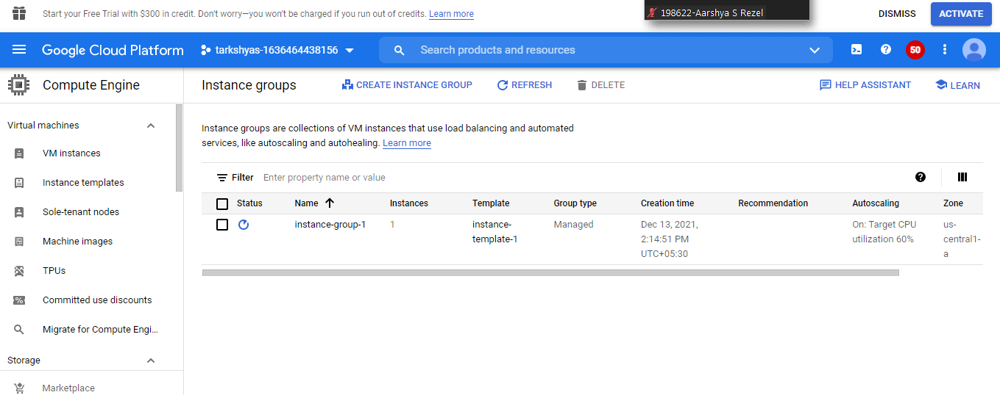 Start your Free Trial with $300 in credit. Don't worry—you won't be charged if you run out of credits. Learn more
198622-Aarshya S Rezel
DISMISS
ACTIVATE
Google Cloud Platform
tarkshyas-1636464438156
Search products and resources
50
Compute Engine
Instance groups
CREATE INSTANCE GROUP
REFRESH
DELETE
HELP ASSISTANT
LEARN
Virtual machines
VM instances
Instance templates
Sole-tenant nodes
Machine images
TPUs
Committed use discounts
Migrate for Compute Engi...
Storage
Marketplace
Instance groups are collections of VM instances that use load balancing and automated
services, like autoscaling and autohealing. Learn more
Filter Enter property name or value
Status Name Instances Template Group type Creation time Recommendation Autoscaling Zone
instance-group-1 1 instance- Managed Dec 13, 2021, On: Target CPU us-
template-1 2:14:51 PM utilization 60% central1-
UTC+05:30 a